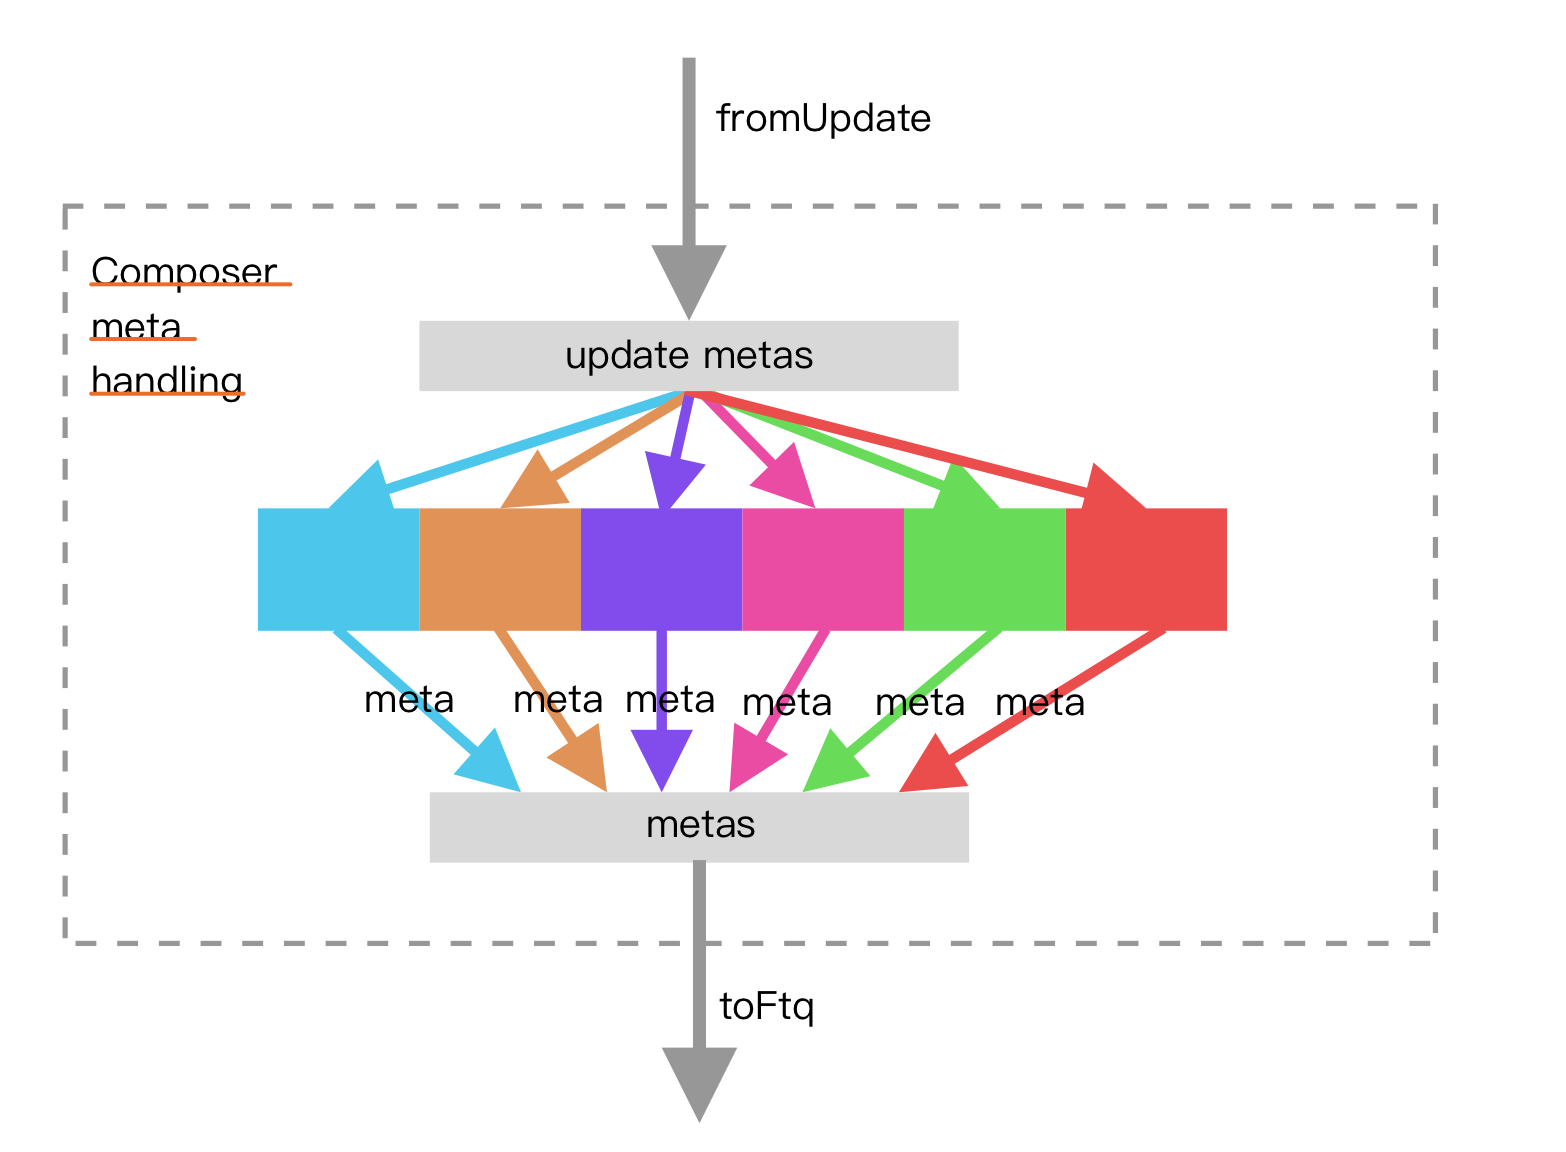 fromUpdate
Composer
meta
handling
update metas
meta meta meta meta meta meta
metas
toFtq